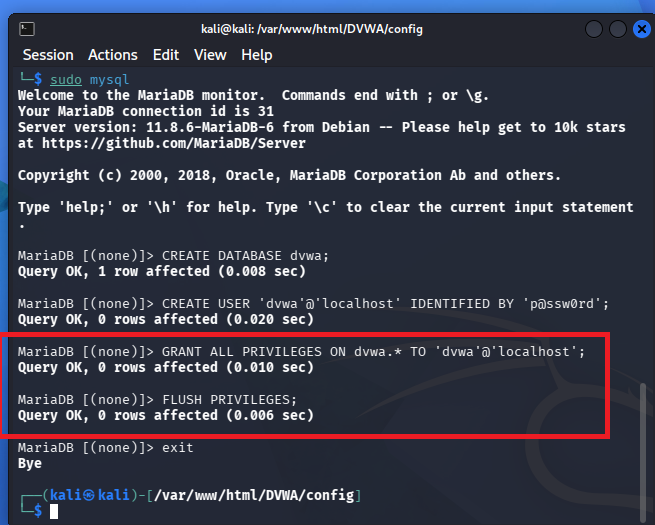 kali@kali: /var/www/html/DVWA/config
Session Actions Edit View Help
└─$ sudo mysql
Welcome to the MariaDB monitor.  Commands end with ; or \g.
Your MariaDB connection id is 31
Server version: 11.8.6-MariaDB-6 from Debian -- Please help get to 10k stars
at https://github.com/MariaDB/Server
Copyright (c) 2000, 2018, Oracle, MariaDB Corporation Ab and others.
Type 'help;' or '\h' for help. Type '\c' to clear the current input statement
.
MariaDB [(none)]> CREATE DATABASE dvwa;
Query OK, 1 row affected (0.008 sec)
MariaDB [(none)]> CREATE USER 'dvwa'@'localhost' IDENTIFIED BY 'p@ssw0rd';
Query OK, 0 rows affected (0.020 sec)
MariaDB [(none)]> GRANT ALL PRIVILEGES ON dvwa.* TO 'dvwa'@'localhost';
Query OK, 0 rows affected (0.010 sec)
MariaDB [(none)]> FLUSH PRIVILEGES;
Query OK, 0 rows affected (0.006 sec)
MariaDB [(none)]> exit
Bye
┌──(kali㉿kali)-[/var/www/html/DVWA/config]
└─$